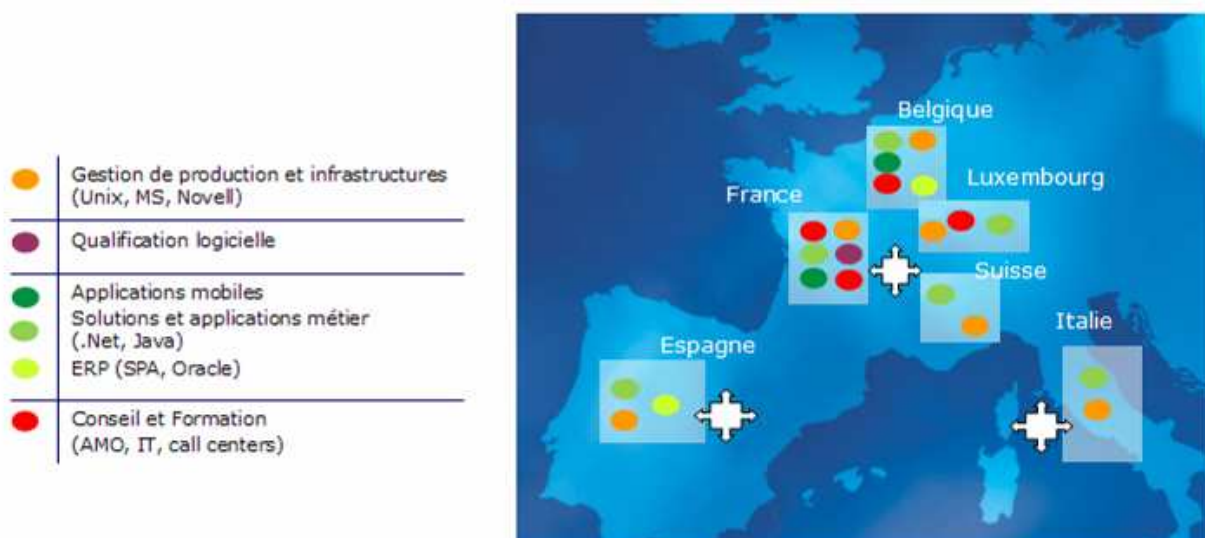 Gestion de production et infrastructures
(Unix, MS, Novell)
Qualification logicielle
Applications mobiles
Solutions et applications métier
(.Net, Java)
ERP (SPA, Oracle)
Conseil et Formation
(AMO, IT, call centers)
Belgique
Luxembourg
France
Suisse
Italie
Espagne